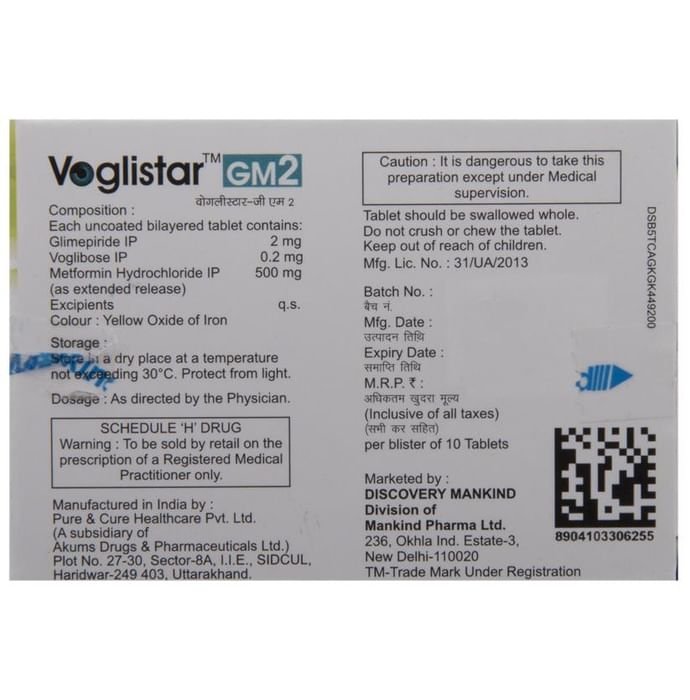 Voglistar™ GM2
वोगलीस्टार-जी एम 2
Composition :
Each uncoated bilayered tablet contains:
Glimepiride IP 2 mg
Voglibose IP 0.2 mg
Metformin Hydrochloride IP 500 mg
(as extended release)
Excipients q.s.
Colour : Yellow Oxide of Iron
Storage :
Store in a dry place at a temperature
not exceeding 30°C. Protect from light.
Dosage : As directed by the Physician.
SCHEDULE 'H' DRUG
Warning : To be sold by retail on the
prescription of a Registered Medical
Practitioner only.
Manufactured in India by :
Pure & Cure Healthcare Pvt. Ltd.
(A subsidiary of
Akums Drugs & Pharmaceuticals Ltd.)
Plot No. 27-30, Sector-8A, I.I.E., SIDCUL,
Haridwar-249 403, Uttarakhand.
Caution : It is dangerous to take this
preparation except under Medical
supervision.
Tablet should be swallowed whole.
Do not crush or chew the tablet.
Keep out of reach of children.
Mfg. Lic. No. : 31/UA/2013
Batch No. :
बैच नं.
Mfg. Date :
उत्पादन तिथि
Expiry Date :
समाप्ति तिथि
M.R.P. ₹ :
अधिकतम खुदरा मूल्य
(Inclusive of all taxes)
(सभी कर सहित)
per blister of 10 Tablets
Marketed by :
DISCOVERY MANKIND
Division of
Mankind Pharma Ltd.
236, Okhla Ind. Estate-3,
New Delhi-110020
TM-Trade Mark Under Registration
DSB5TCAGKGK449200
8904103306255